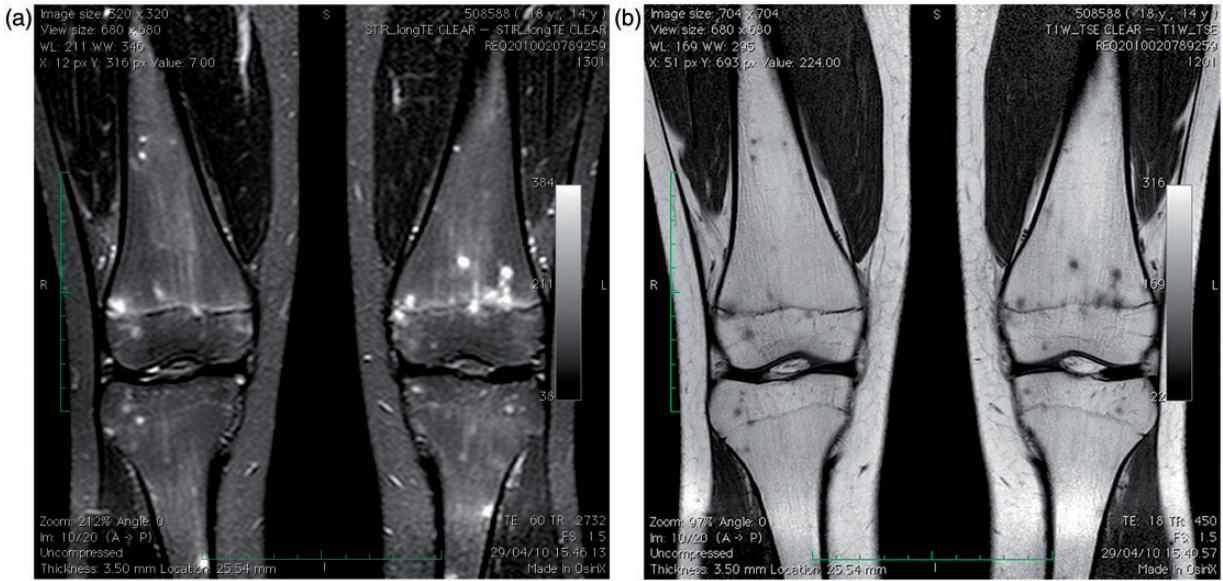 (a)
Image size: 320 x 320
View size: 680 x 680
WL: 211 WW: 346
X: 12 px Y: 316 px Value: 7.00
S
508588 ( -18 y , 14 y )
STIR_longTE CLEAR — STIR_longTE CLEAR
REQ2010020789259
1301
384
211
38
R
L
Zoom: 212% Angle: 0
Im: 10/20 (A -> P)
Uncompressed
Thickness: 3.50 mm Location: 25.54 mm
I
TE: 60 TR: 2732
FS: 1.5
29/04/10 15.46.13
Made In OsiriX
(b)
Image size: 704 x 704
View size: 680 x 680
WL: 169 WW: 295
X: 51 px Y: 693 px Value: 224.00
S
508588 ( -18 y , 14 y )
T1W_TSE CLEAR — T1W_TSE
REQ2010020789259
1201
316
169
22
R
L
Zoom: 97% Angle: 0
Im: 10/20 (A -> P)
Uncompressed
Thickness: 3.50 mm Location: 25.54 mm
I
TE: 18 TR: 450
FS: 1.5
29/04/10 15.40.57
Made In OsiriX